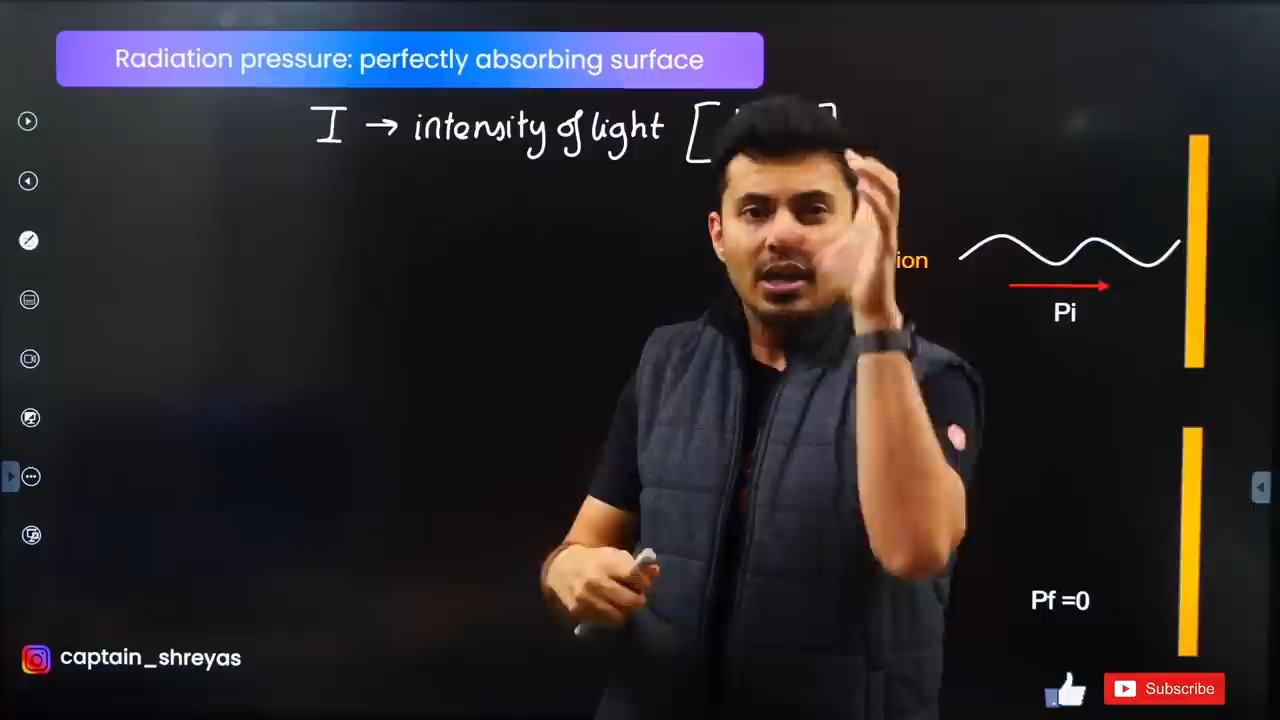 Radiation pressure: perfectly absorbing surface
I → intensity of light [ ]
ion
Pi
Pf =0
captain_shreyas
Subscribe